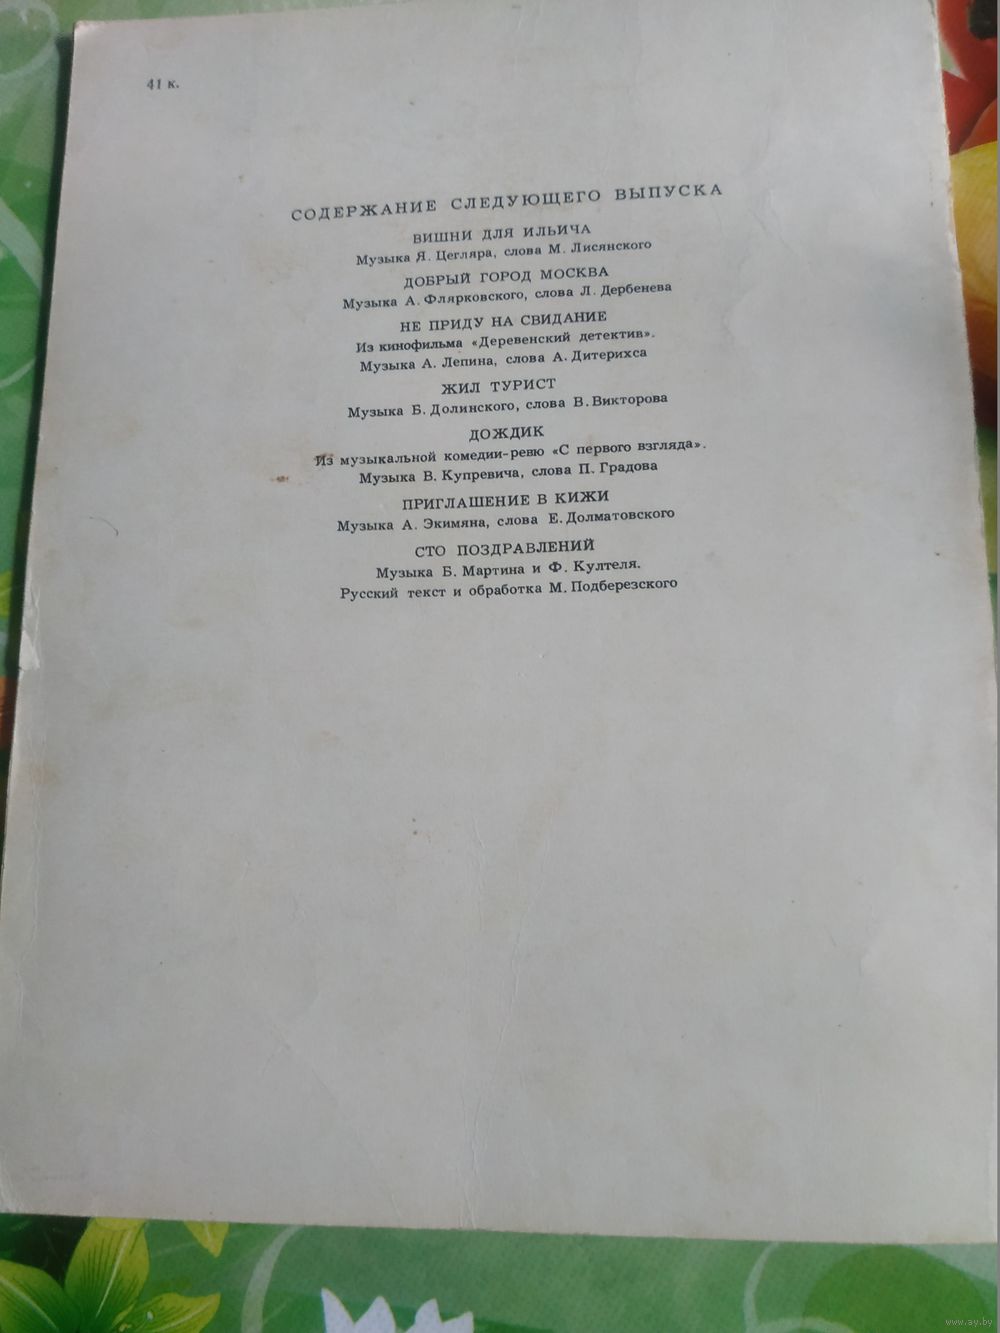 41 к.
СОДЕРЖАНИЕ СЛЕДУЮЩЕГО ВЫПУСКА
ВИШНИ ДЛЯ ИЛЬИЧА
Музыка Я. Цегляра, слова М. Лисянского
ДОБРЫЙ ГОРОД МОСКВА
Музыка А. Флярковского, слова Л. Дербенева
НЕ ПРИДУ НА СВИДАНИЕ
Из кинофильма «Деревенский детектив».
Музыка А. Лепина, слова А. Дитерихса
ЖИЛ ТУРИСТ
Музыка Б. Долинского, слова В. Викторова
ДОЖДИК
Из музыкальной комедии-ревю «С первого взгляда».
Музыка В. Купревича, слова П. Градова
ПРИГЛАШЕНИЕ В КИЖИ
Музыка А. Экимяна, слова Е. Долматовского
СТО ПОЗДРАВЛЕНИЙ
Музыка Б. Мартина и Ф. Култеля.
Русский текст и обработка М. Подберезского
www.ay.by